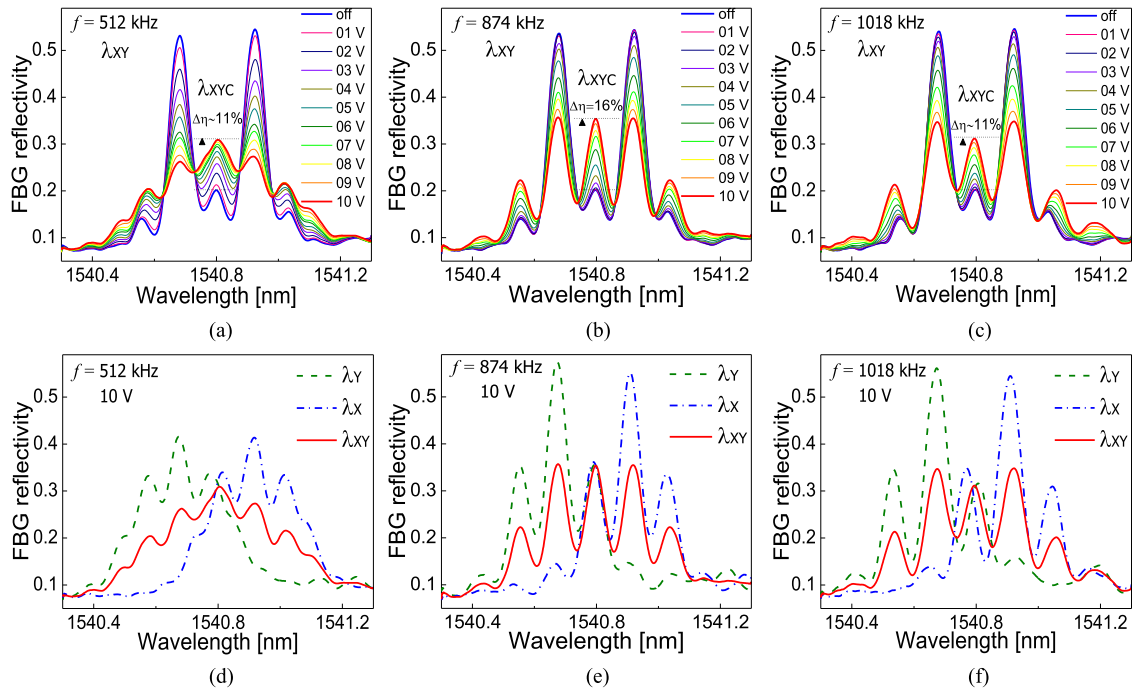 f = 512 kHz
λXY
λXYC
Δη~11%
off
01 V
02 V
03 V
04 V
05 V
06 V
07 V
08 V
09 V
10 V
FBG reflectivity
0.5
0.4
0.3
0.2
0.1
1540.4
1540.8
1541.2
Wavelength [nm]
(a)
f = 874 kHz
λXY
λXYC
Δη=16%
off
01 V
02 V
03 V
04 V
05 V
06 V
07 V
08 V
09 V
10 V
FBG reflectivity
0.5
0.4
0.3
0.2
0.1
1540.4
1540.8
1541.2
Wavelength [nm]
(b)
f = 1018 kHz
λXY
λXYC
Δη~11%
off
01 V
02 V
03 V
04 V
05 V
06 V
07 V
08 V
09 V
10 V
FBG reflectivity
0.5
0.4
0.3
0.2
0.1
1540.4
1540.8
1541.2
Wavelength [nm]
(c)
f = 512 kHz
10 V
λY
λX
λXY
FBG reflectivity
0.5
0.4
0.3
0.2
0.1
1540.4
1540.8
1541.2
Wavelength [nm]
(d)
f = 874 kHz
10 V
λY
λX
λXY
FBG reflectivity
0.5
0.4
0.3
0.2
0.1
1540.4
1540.8
1541.2
Wavelength [nm]
(e)
f = 1018 kHz
10 V
λY
λX
λXY
FBG reflectivity
0.5
0.4
0.3
0.2
0.1
1540.4
1540.8
1541.2
Wavelength [nm]
(f)